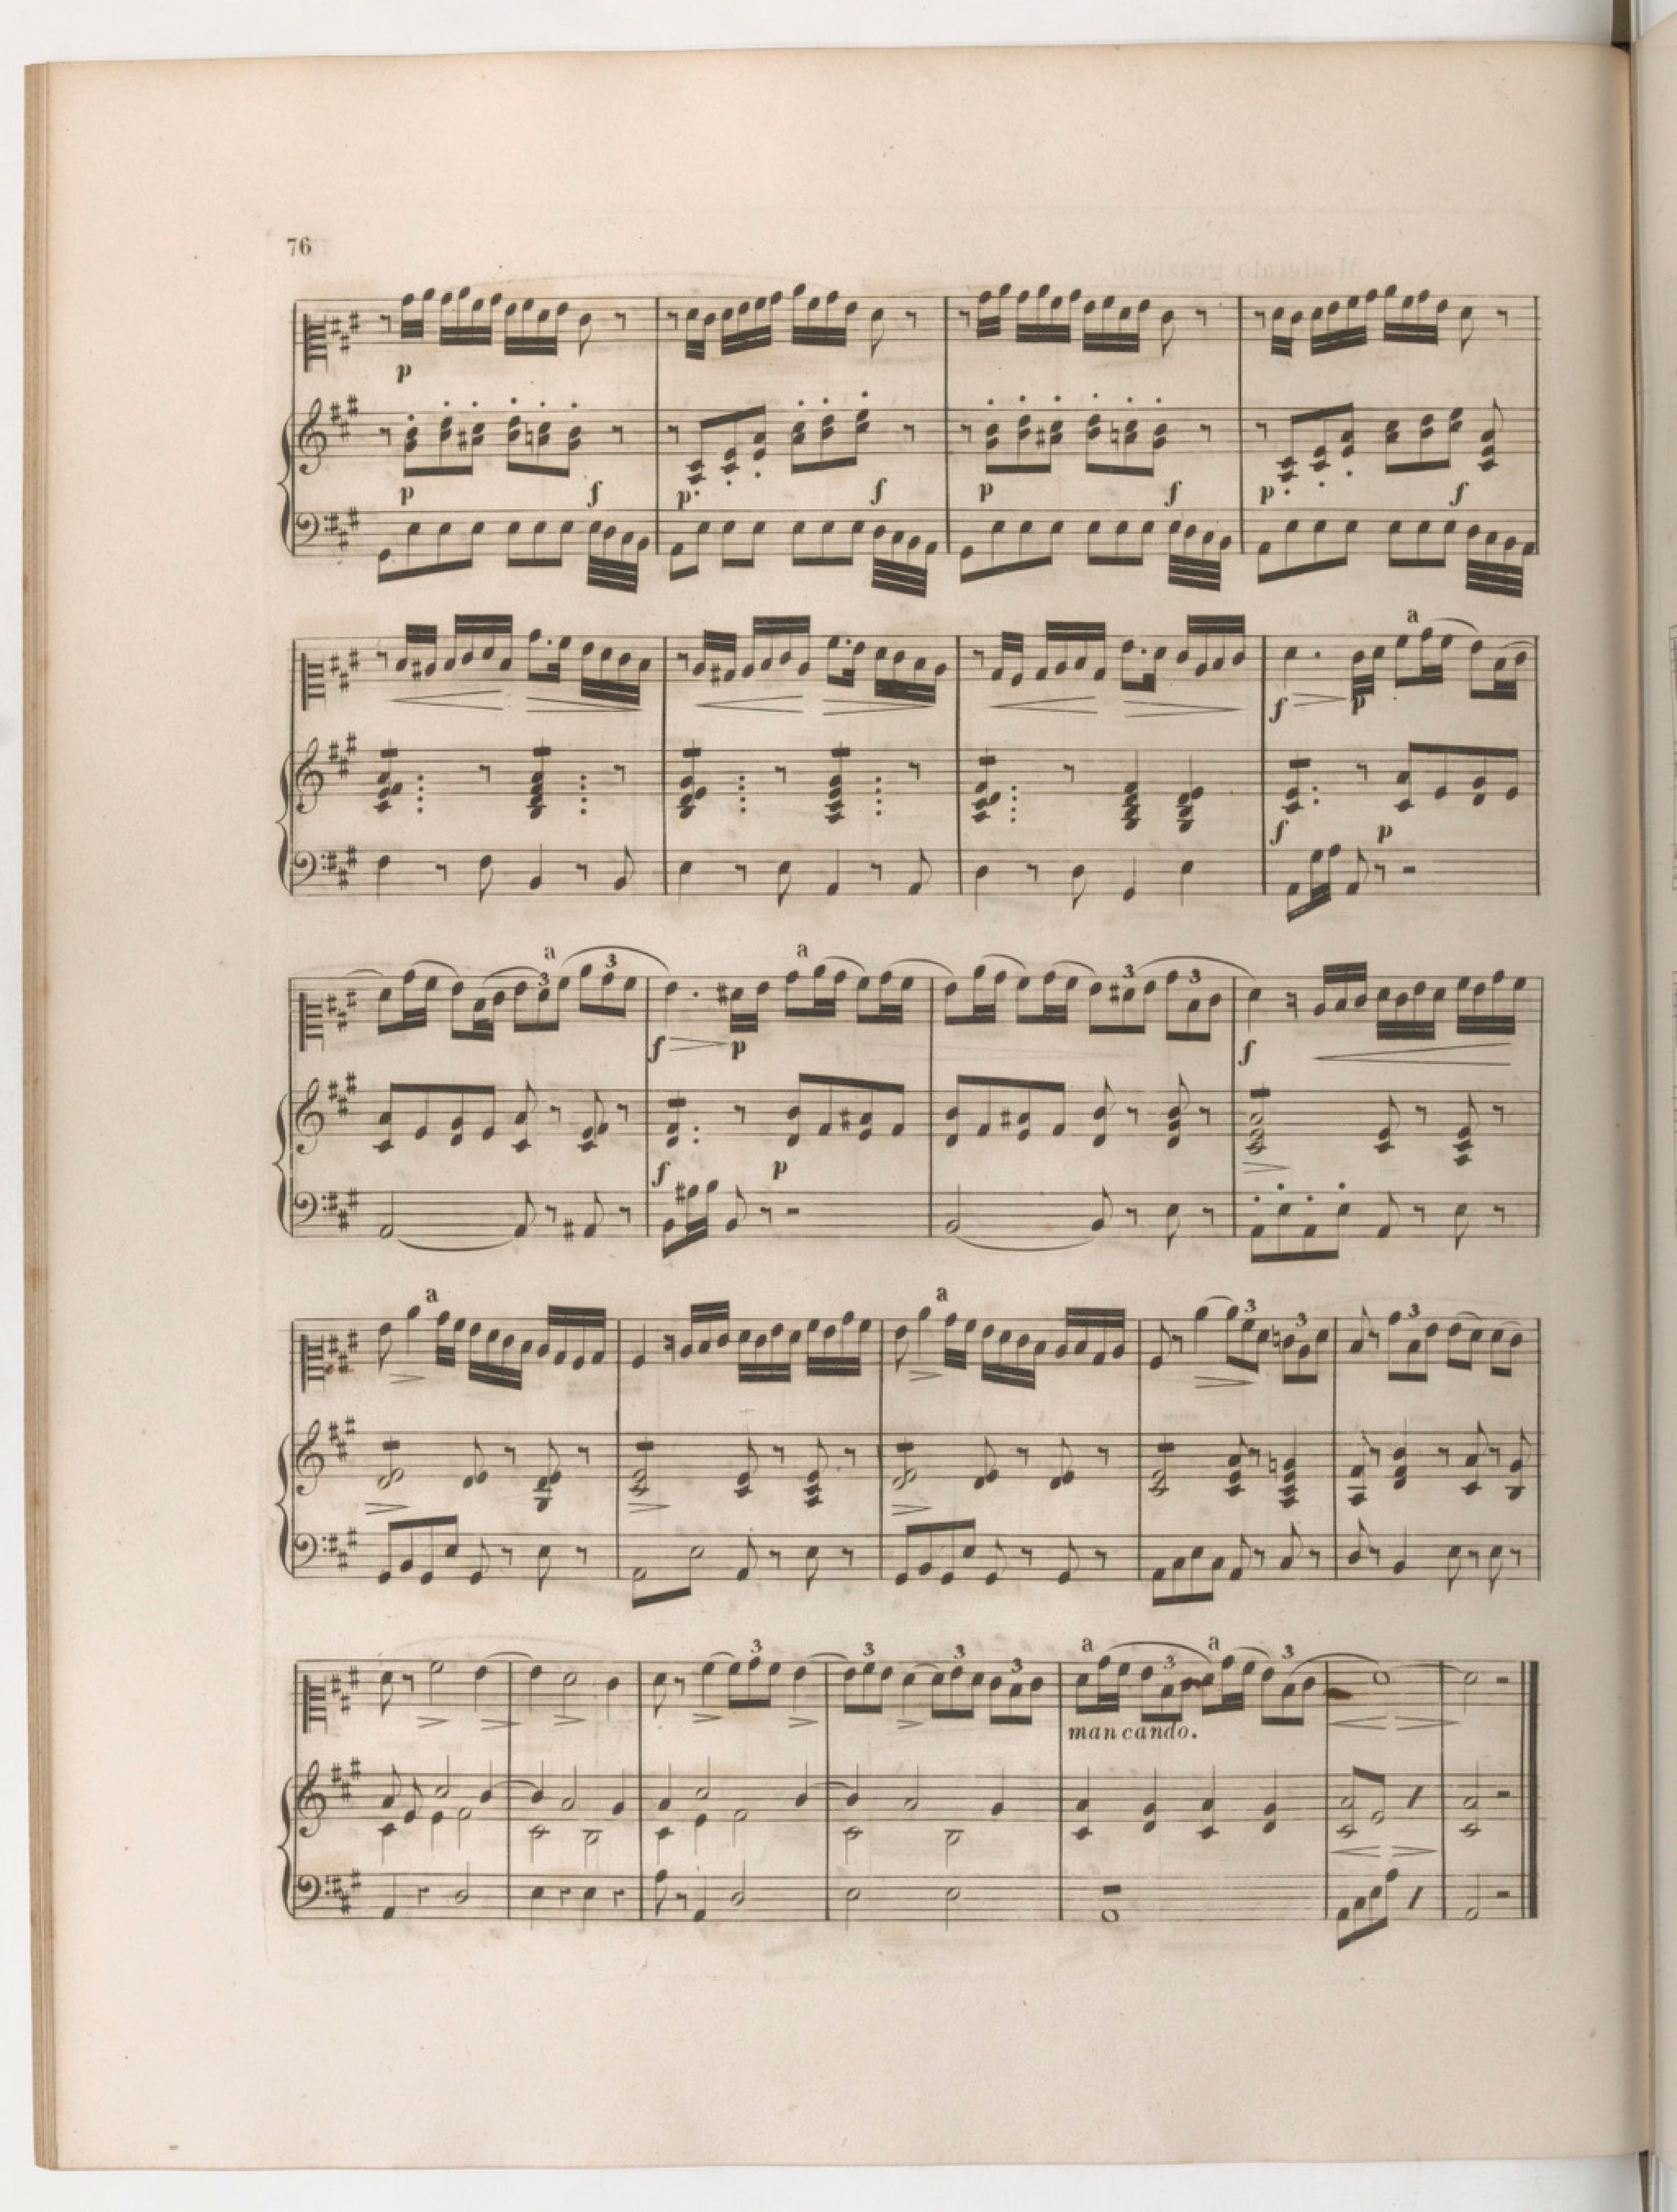 76
p
p f p f p f p f
a
f p
f p
a 3 3 a 3 3
f p f
f p
a a 3 3 3
3 3 3 3 a 3 a 3
mancando.